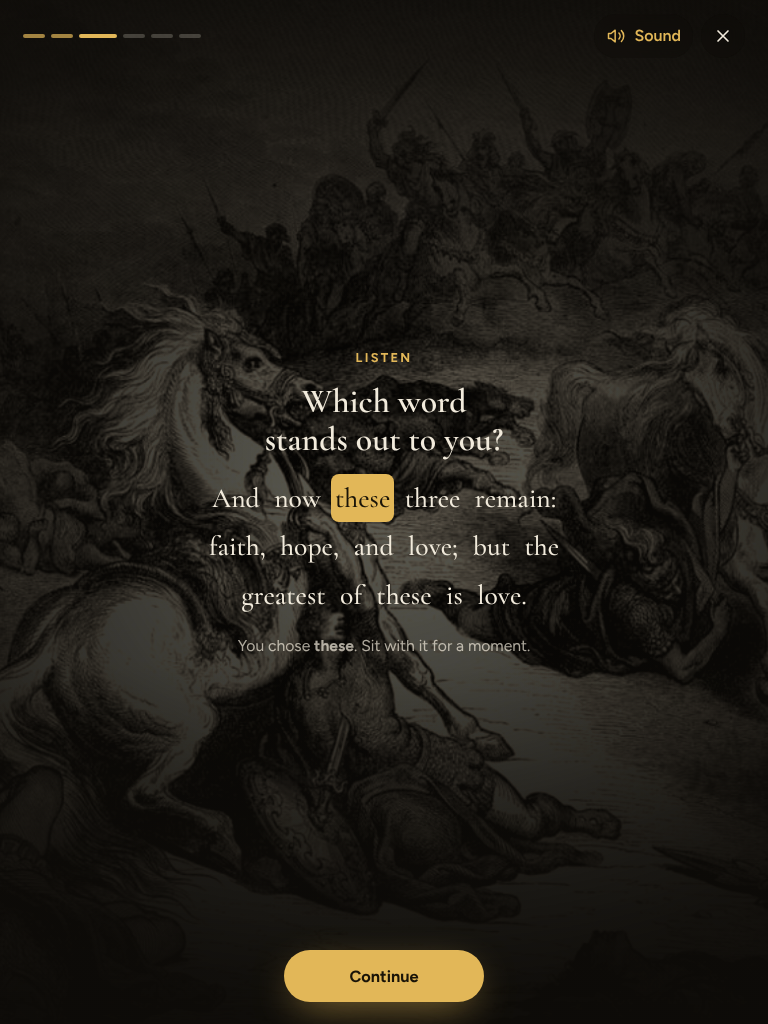 Sound
LISTEN
Which word
stands out to you?
And now these three remain:
faith, hope, and love; but the
greatest of these is love.
You chose these. Sit with it for a moment.
Continue